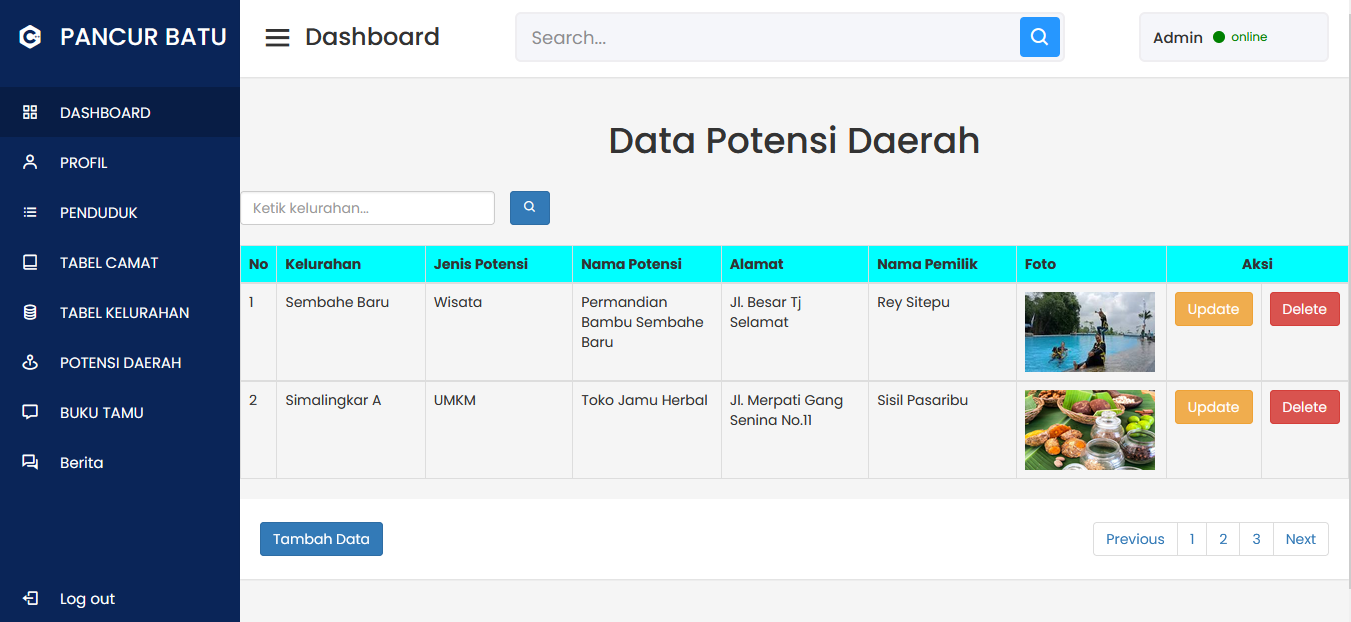 PANCUR BATU
Dashboard
Search...
Admin online
DASHBOARD
PROFIL
PENDUDUK
TABEL CAMAT
TABEL KELURAHAN
POTENSI DAERAH
BUKU TAMU
Berita
Log out
Data Potensi Daerah
Ketik kelurahan...
No Kelurahan Jenis Potensi Nama Potensi Alamat Nama Pemilik Foto Aksi
1 Sembahe Baru Wisata Permandian Jl. Besar Tj Rey Sitepu Update Delete
Bambu Sembahe Selamat
Baru
2 Simalingkar A UMKM Toko Jamu Herbal Jl. Merpati Gang Sisil Pasaribu Update Delete
Senina No.11
Tambah Data Previous 1 2 3 Next